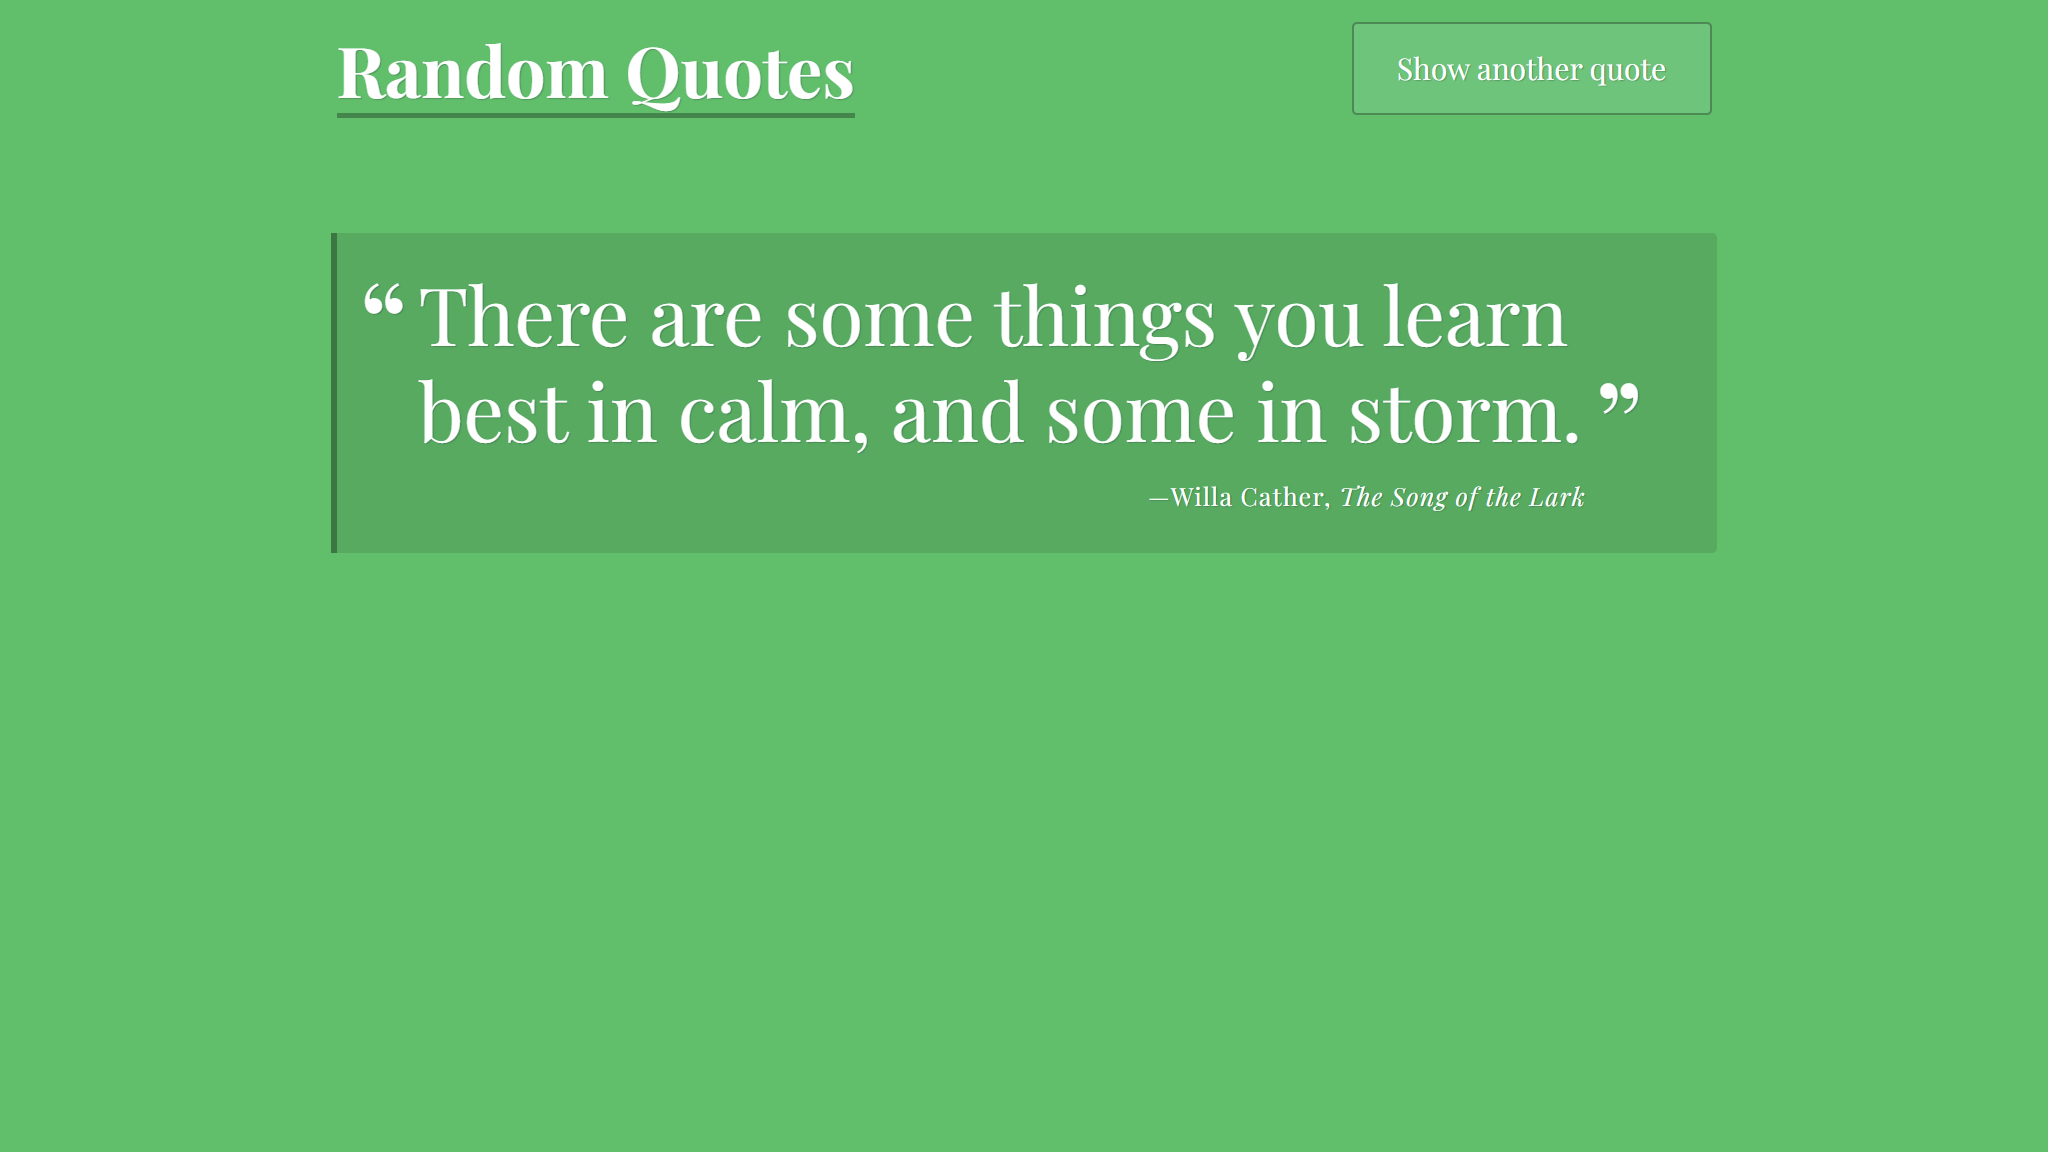 Random Quotes
Show another quote
“There are some things you learn
best in calm, and some in storm.”
—Willa Cather, The Song of the Lark